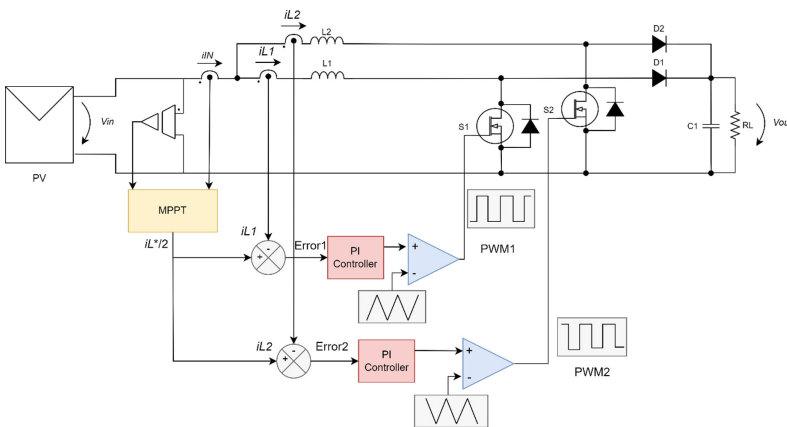 iL2
L2
D2
iIN
iL1
L1
D1
Vin
S1
S2
C1
RL
Vou
PV
MPPT
iL*/2
iL1
Error1
PI
Controller
+
-
+
-
PWM1
iL2
Error2
PI
Controller
+
-
+
-
PWM2